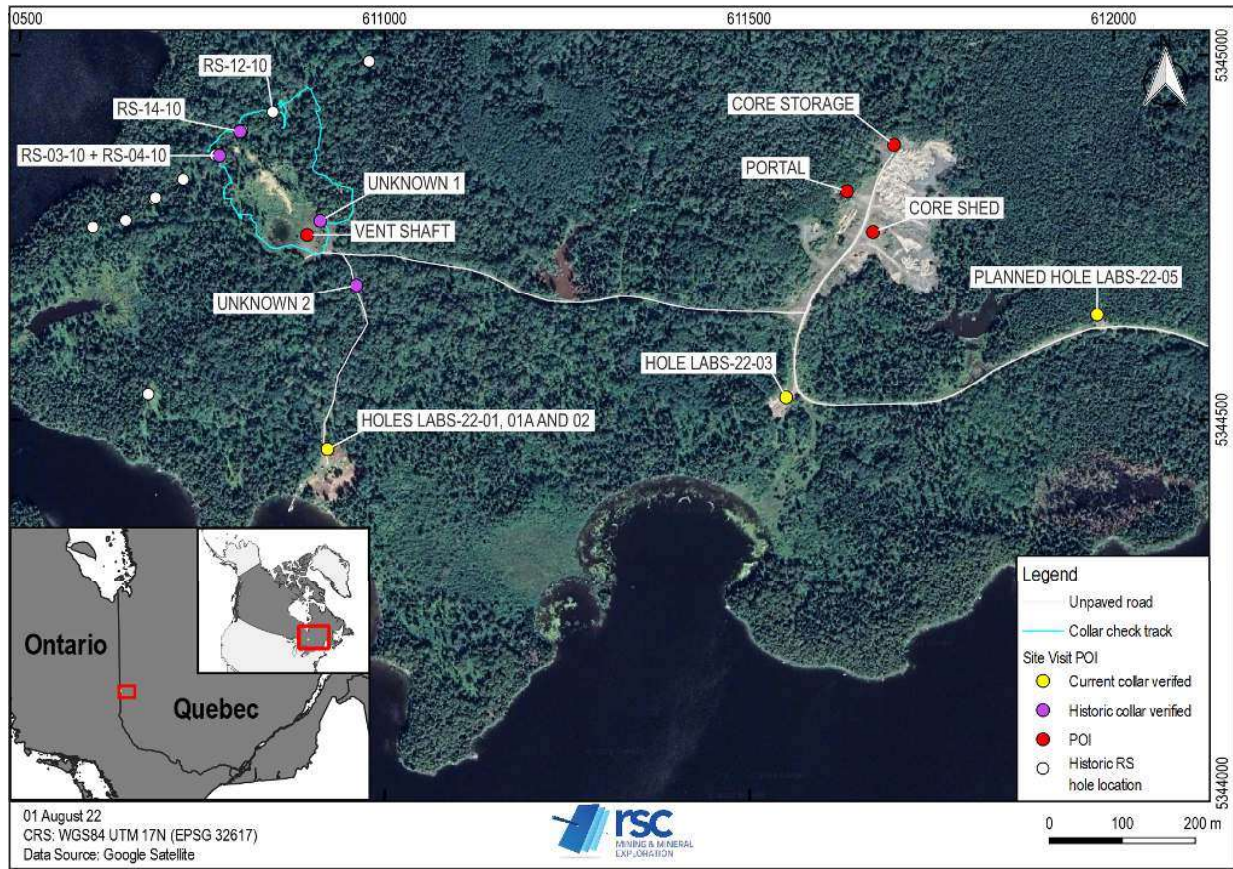 0500 611000 611500 612000
5345000
RS-12-10
RS-14-10
RS-03-10 + RS-04-10
UNKNOWN 1
VENT SHAFT
UNKNOWN 2
CORE STORAGE
PORTAL
CORE SHED
PLANNED HOLE LABS-22-05
HOLE LABS-22-03
HOLES LABS-22-01, 01A AND 02
5344500
5344000
Ontario
Quebec
Legend
Unpaved road
Collar check track
Site Visit POI
Current collar verifed
Historic collar verified
POI
Historic RS
hole location
01 August 22
CRS: WGS84 UTM 17N (EPSG 32617)
Data Source: Google Satellite
rsc
MINING & MINERAL
EXPLORATION
0 100 200 m